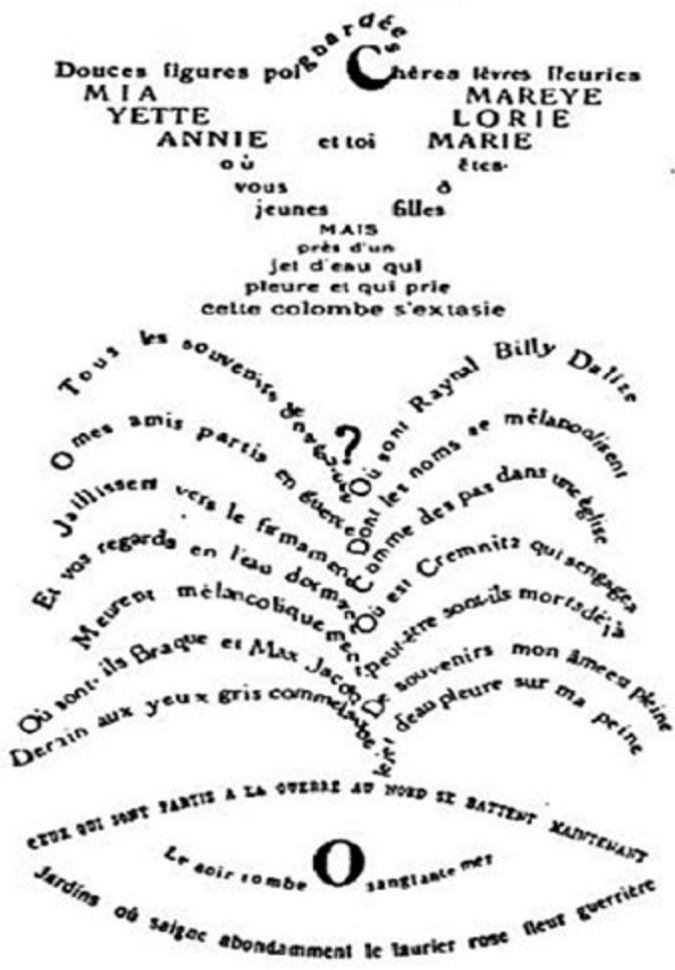 Douces figures poignardées Chères lèvres fleuries
MIA MAREYE
YETTE LORIE
ANNIE et toi MARIE
où êtes-
vous ô
jeunes filles
MAIS
près d'un
jet d'eau qui
pleure et qui prie
cette colombe s'extasie
?
Tous les souvenirs de naguère
O mes amis partis en guerre
Jaillissent vers le firmament
Et vos regards en l'eau dormant
Meurent mélancoliquement
Où sont-ils Braque et Max Jacob
Derain aux yeux gris comme l'aube
Où sont Raynal Billy Dalize
Dont les noms se mélancolisent
Comme des pas dans une église
Où est Cremnitz qui s'engagea
Peut-être sont-ils morts déjà
De souvenirs mon âme est pleine
Le jet d'eau pleure sur ma peine
CEUX QUI SONT PARTIS A LA GUERRE AU NORD SE BATTENT MAINTENANT
Le soir tombe O sanglante mer
Jardins où saigne abondamment le laurier rose fleur guerrière